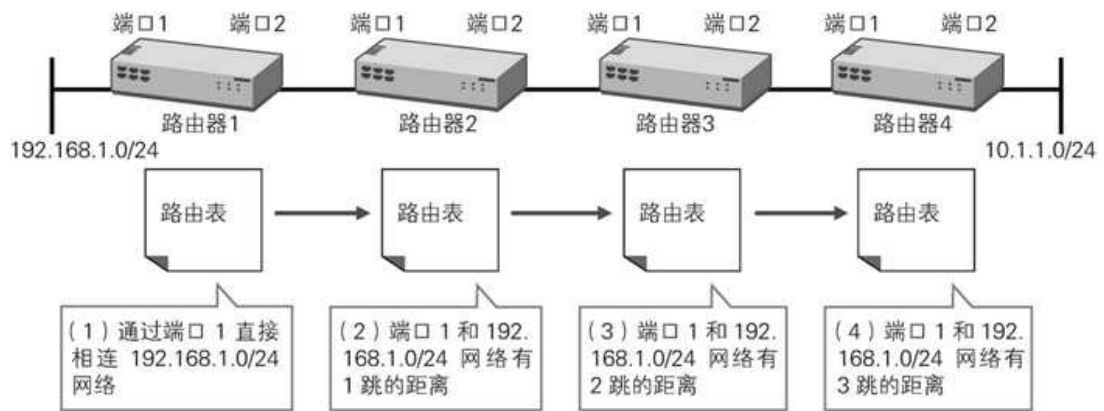 端口1 端口2 端口1 端口2 端口1 端口2 端口1 端口2
路由器1 路由器2 路由器3 路由器4
192.168.1.0/24 10.1.1.0/24
路由表 路由表 路由表 路由表
(1)通过端口 1 直接
相连 192.168.1.0/24
网络
(2)端口 1 和 192.
168.1.0/24 网络有
1 跳的距离
(3)端口 1 和 192.
168.1.0/24 网络有
2 跳的距离
(4)端口 1 和 192.
168.1.0/24 网络有
3 跳的距离